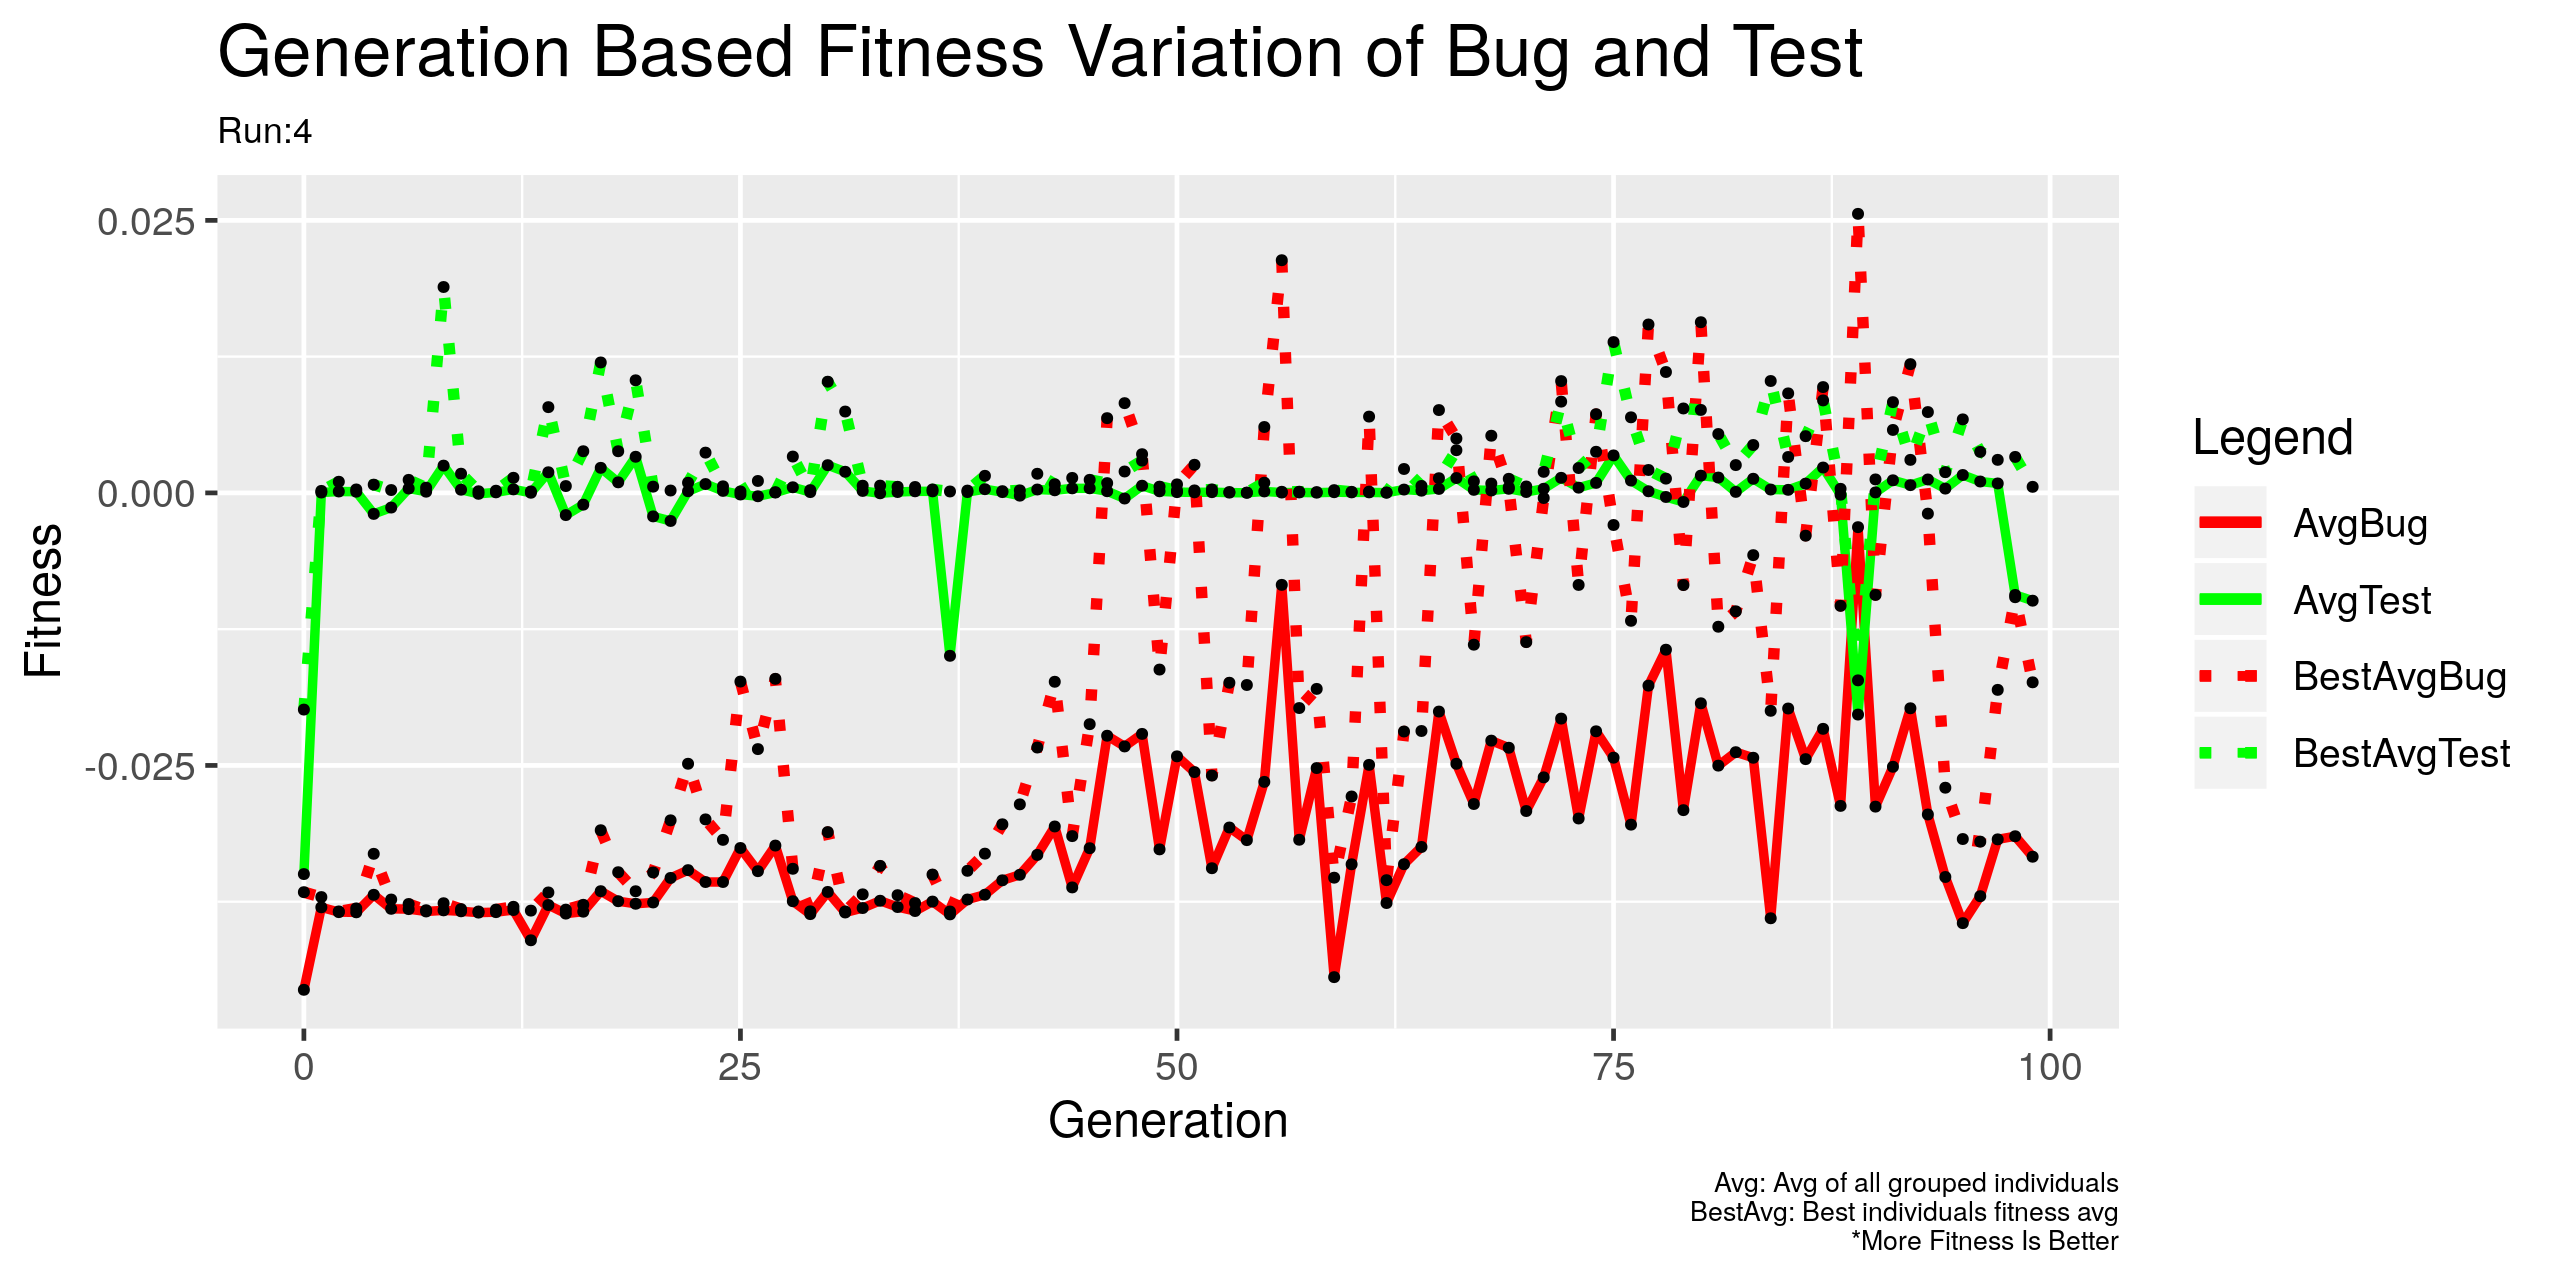 Generation Based Fitness Variation of Bug and Test
Run:4
0.025
0.000
-0.025
Fitness
0
25
50
75
100
Generation
Legend
AvgBug
AvgTest
BestAvgBug
BestAvgTest
Avg: Avg of all grouped individuals
BestAvg: Best individuals fitness avg
*More Fitness Is Better